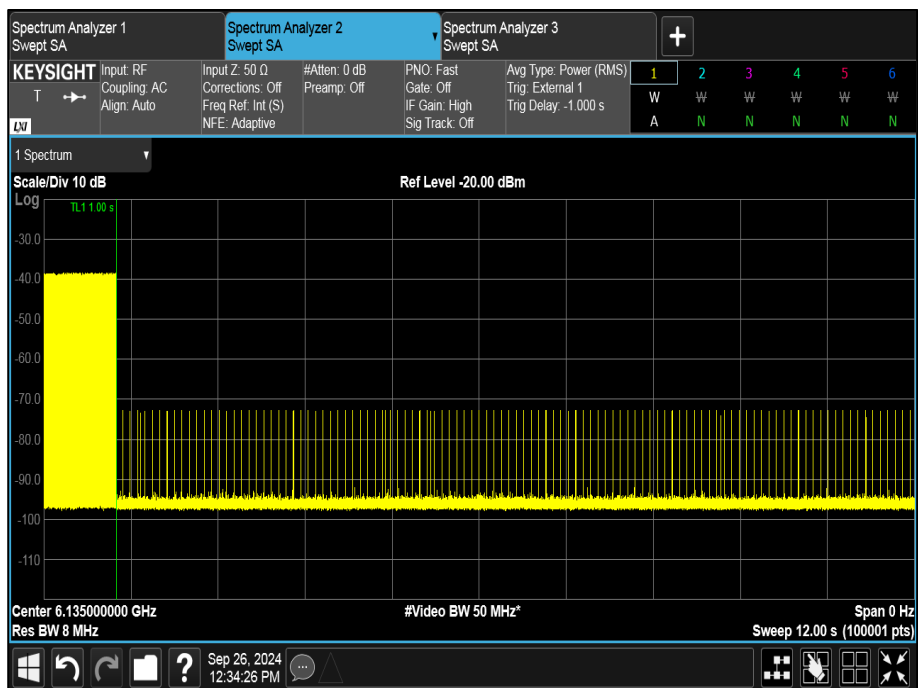 Spectrum Analyzer 1
Swept SA
Spectrum Analyzer 2
Swept SA
Spectrum Analyzer 3
Swept SA
+
KEYSIGHT
T
LXI
Input: RF
Coupling: AC
Align: Auto
Input Z: 50 Ω
Corrections: Off
Freq Ref: Int (S)
NFE: Adaptive
#Atten: 0 dB
Preamp: Off
PNO: Fast
Gate: Off
IF Gain: High
Sig Track: Off
Avg Type: Power (RMS)
Trig: External 1
Trig Delay: -1.000 s
1 2 3 4 5 6
W W W W W W
A N N N N N
1 Spectrum
Scale/Div 10 dB
Ref Level -20.00 dBm
Log
TL1 1.00 s
-30.0
-40.0
-50.0
-60.0
-70.0
-80.0
-90.0
-100
-110
Center 6.135000000 GHz
#Video BW 50 MHz*
Span 0 Hz
Res BW 8 MHz
Sweep 12.00 s (100001 pts)
?
Sep 26, 2024
12:34:26 PM